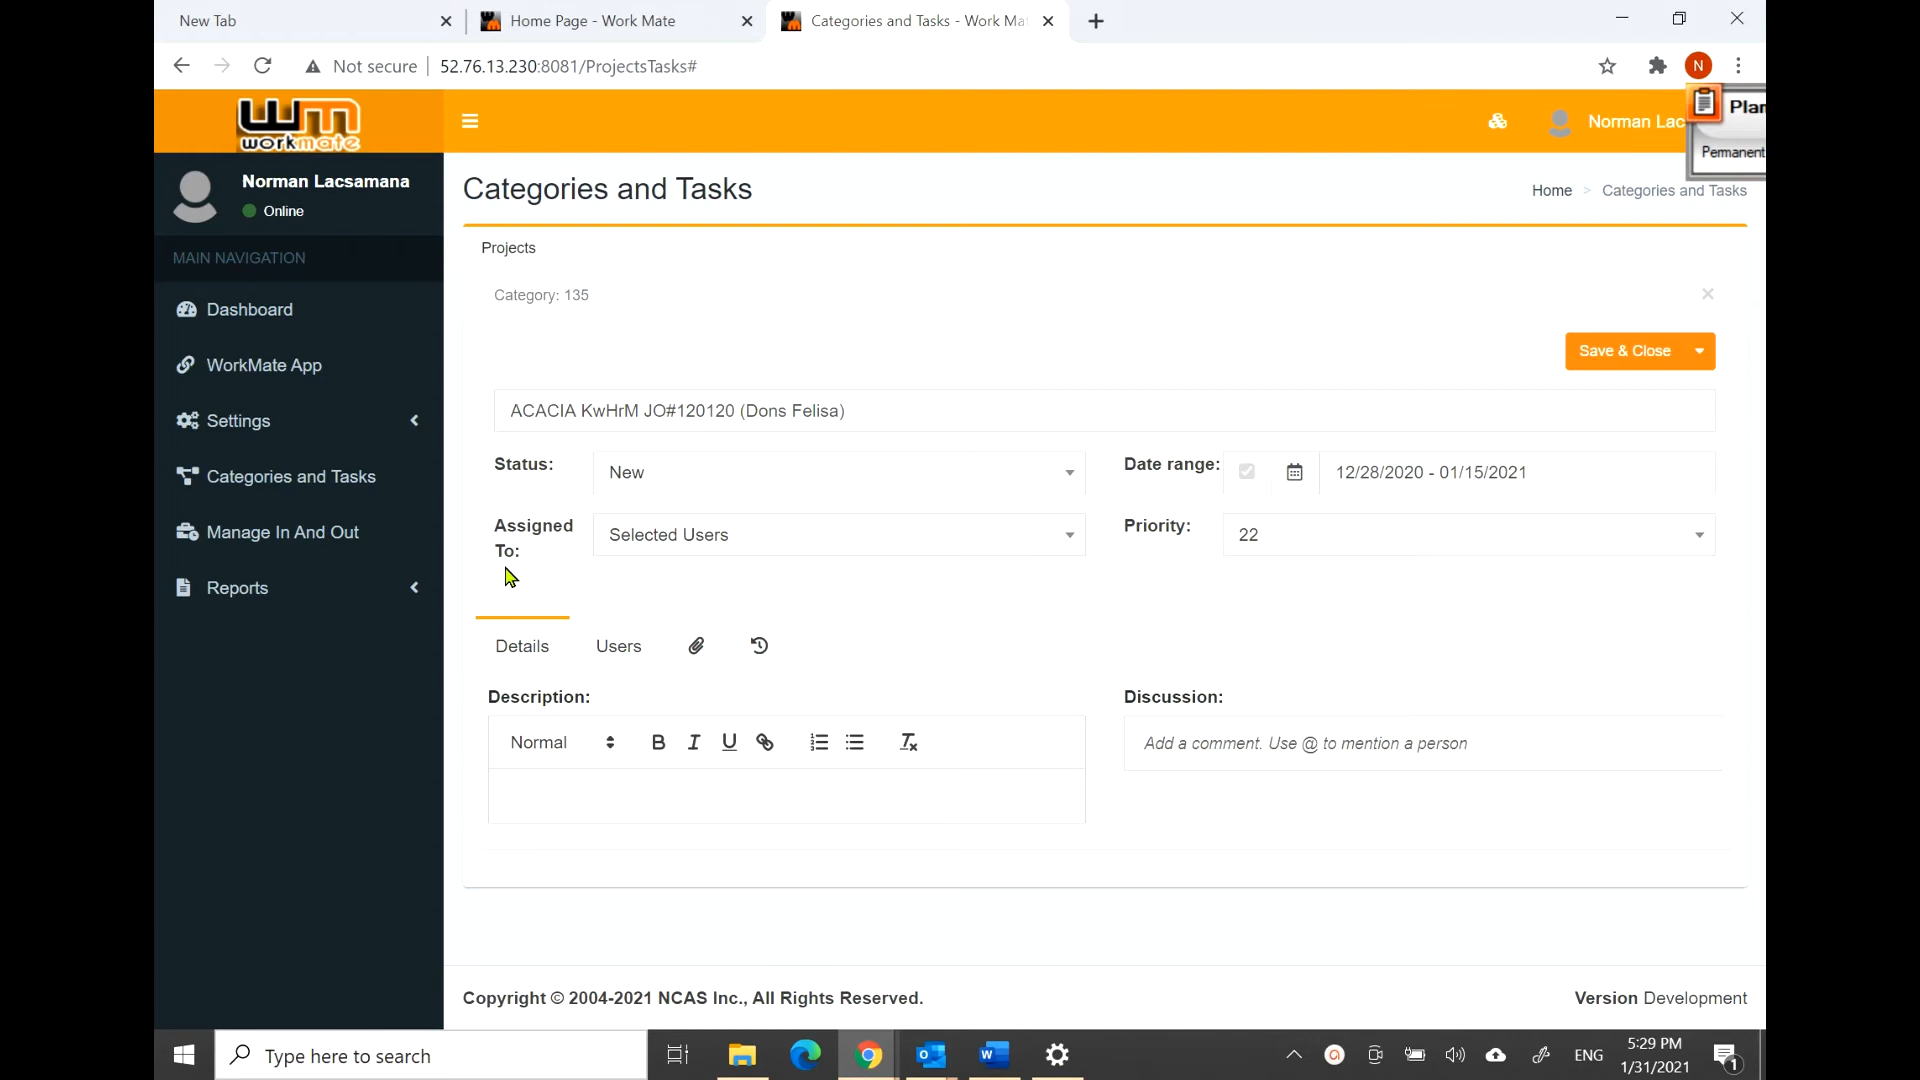 New Tab
Home Page - Work Mate
Categories and Tasks - Work Ma
Not secure
52.76.13.230:8081/ProjectsTasks#
N
wm
workmate
Norman Lac
Plan
Permanent
Norman Lacsamana
Online
MAIN NAVIGATION
Dashboard
WorkMate App
Settings
Categories and Tasks
Manage In And Out
Reports
Categories and Tasks
Home > Categories and Tasks
Projects
Category: 135
Save & Close
ACACIA KwHrM JO#120120 (Dons Felisa)
Status:
New
Date range:
12/28/2020 - 01/15/2021
Assigned
To:
Selected Users
Priority:
22
Details
Users
Description:
Normal
B I U
Discussion:
Add a comment. Use @ to mention a person
Copyright © 2004-2021 NCAS Inc., All Rights Reserved.
Version Development
Type here to search
ENG
5:29 PM
1/31/2021
1